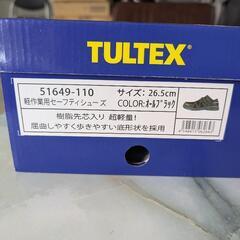 TULTEX
51649-110 サイズ: 26.5cm
軽作業用セーフティシューズ COLOR:オールブラック
樹脂先芯入り 超軽量!
屈曲しやすく歩きやすい底形状を採用